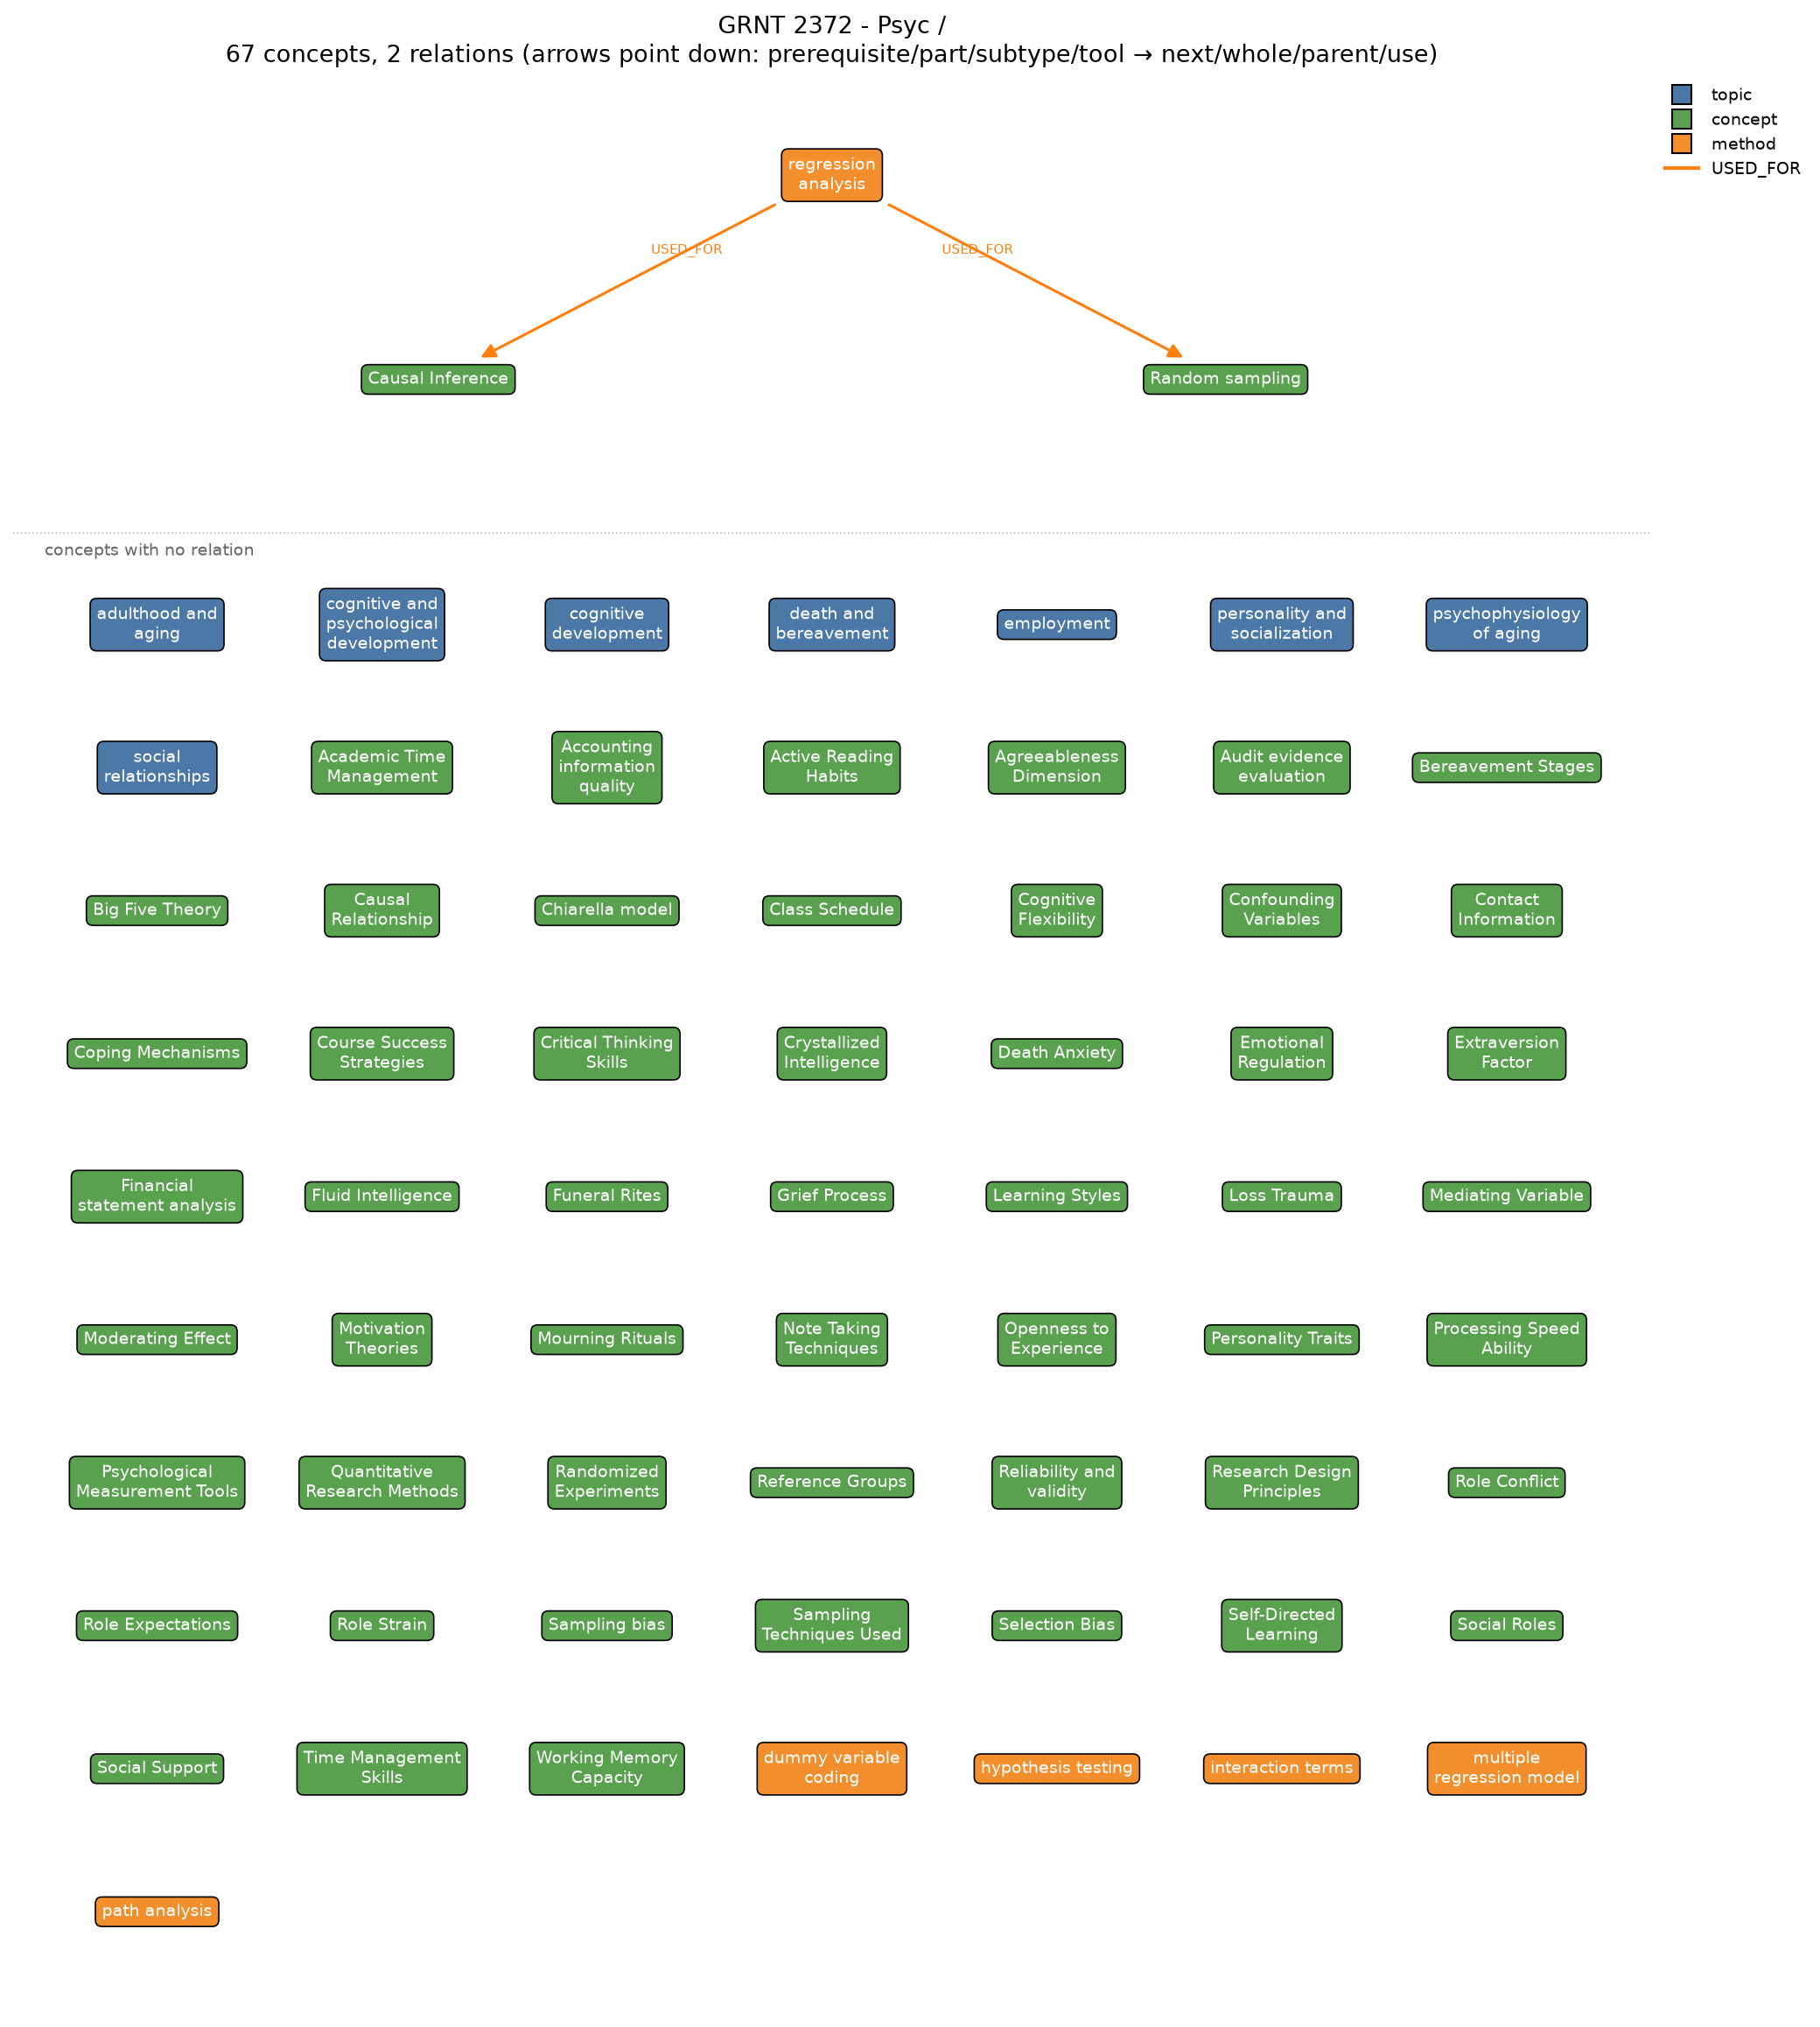 GRNT 2372 - Psyc /
67 concepts, 2 relations (arrows point down: prerequisite/part/subtype/tool → next/whole/parent/use)
topic
concept
method
USED_FOR
regression
analysis
USED_FOR
USED_FOR
Causal Inference
Random sampling
concepts with no relation
adulthood and
aging
cognitive and
psychological
development
cognitive
development
death and
bereavement
employment
personality and
socialization
psychophysiology
of aging
social
relationships
Academic Time
Management
Accounting
information
quality
Active Reading
Habits
Agreeableness
Dimension
Audit evidence
evaluation
Bereavement Stages
Big Five Theory
Causal
Relationship
Chiarella model
Class Schedule
Cognitive
Flexibility
Confounding
Variables
Contact
Information
Coping Mechanisms
Course Success
Strategies
Critical Thinking
Skills
Crystallized
Intelligence
Death Anxiety
Emotional
Regulation
Extraversion
Factor
Financial
statement analysis
Fluid Intelligence
Funeral Rites
Grief Process
Learning Styles
Loss Trauma
Mediating Variable
Moderating Effect
Motivation
Theories
Mourning Rituals
Note Taking
Techniques
Openness to
Experience
Personality Traits
Processing Speed
Ability
Psychological
Measurement Tools
Quantitative
Research Methods
Randomized
Experiments
Reference Groups
Reliability and
validity
Research Design
Principles
Role Conflict
Role Expectations
Role Strain
Sampling bias
Sampling
Techniques Used
Selection Bias
Self-Directed
Learning
Social Roles
Social Support
Time Management
Skills
Working Memory
Capacity
dummy variable
coding
hypothesis testing
interaction terms
multiple
regression model
path analysis